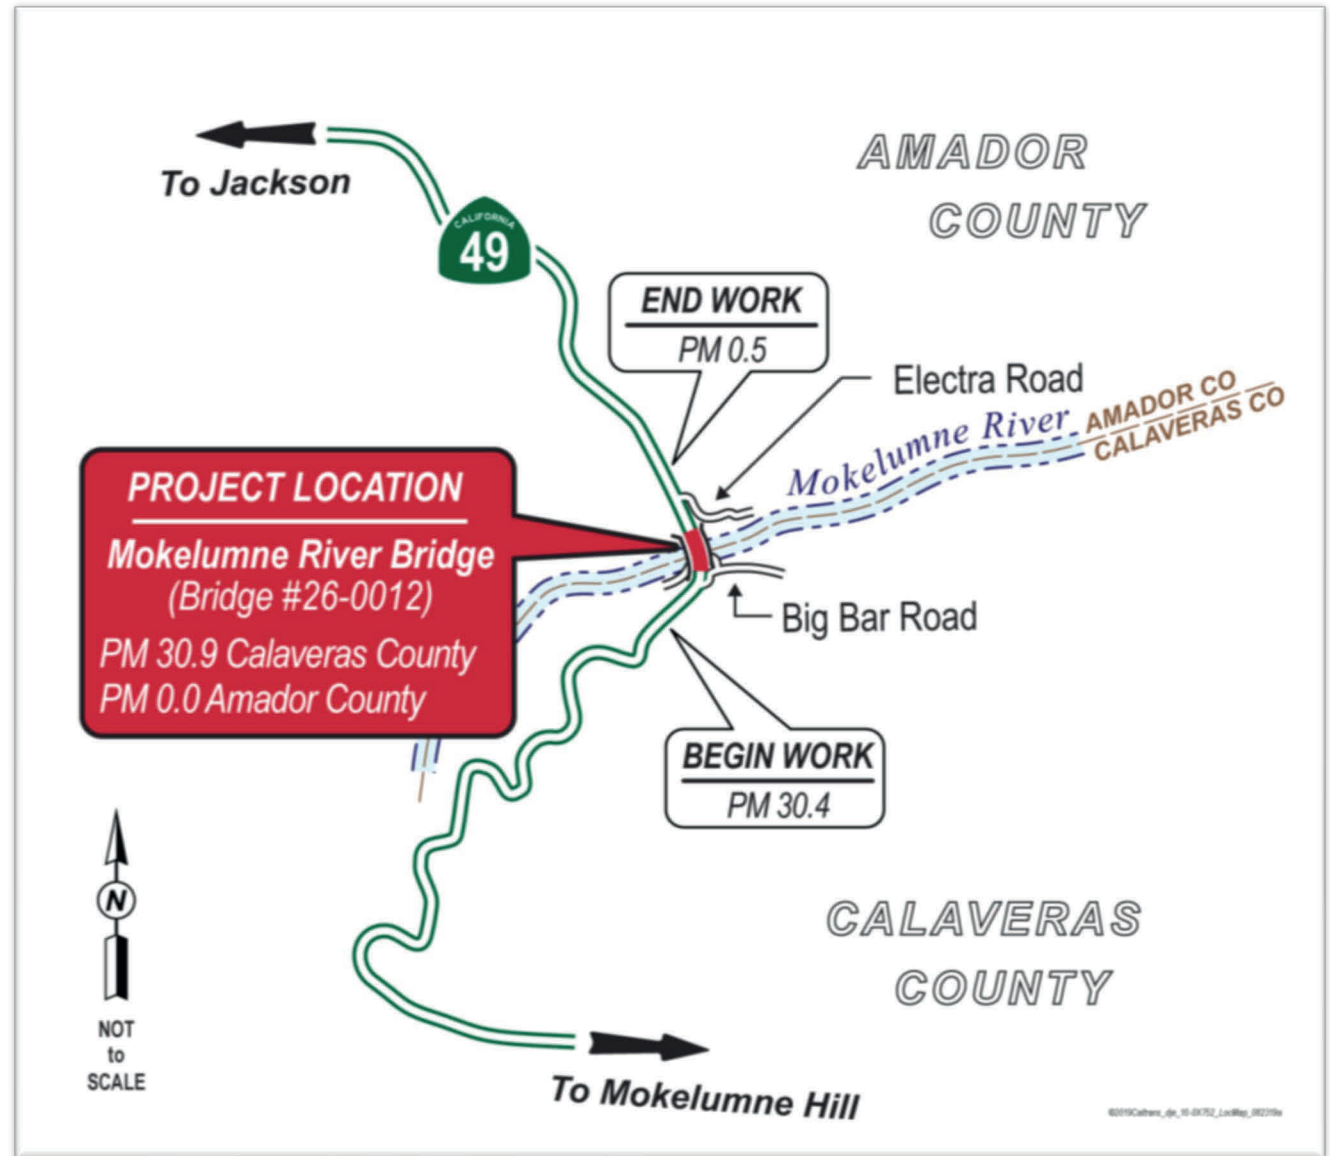 To Jackson
CALIFORNIA
49
AMADOR
COUNTY
END WORK
PM 0.5
Electra Road
Mokelumne River
AMADOR CO
CALAVERAS CO
PROJECT LOCATION
Mokelumne River Bridge
(Bridge #26-0012)
PM 30.9 Calaveras County
PM 0.0 Amador County
Big Bar Road
BEGIN WORK
PM 30.4
N
NOT
to
SCALE
CALAVERAS
COUNTY
To Mokelumne Hill